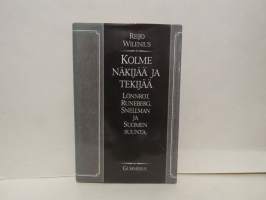 REIJO
WILENIUS
KOLME
NÄKIJÄÄ JA
TEKIJÄÄ
LÖNNROT,
RUNEBERG,
SNELLMAN
JA
SUOMEN
SUUNTA
GUMMERUS